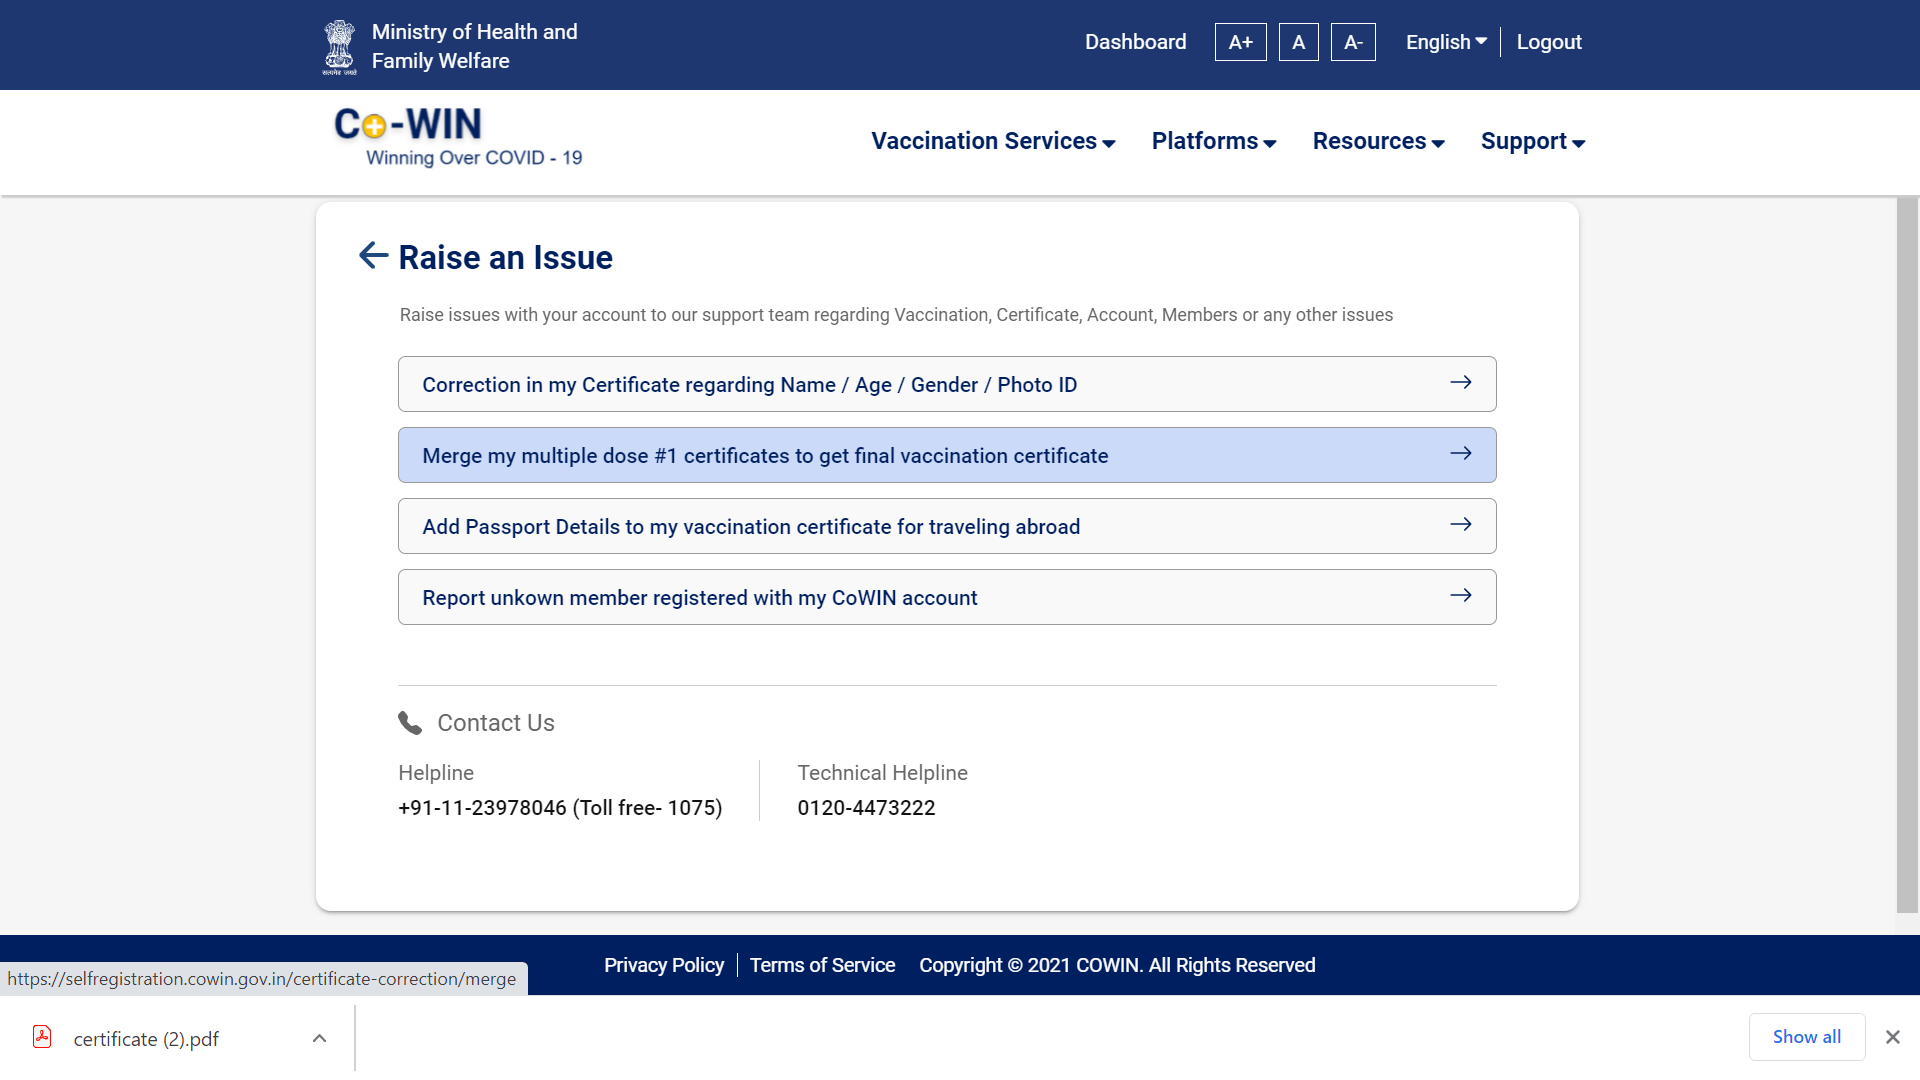 Ministry of Health and
Family Welfare
सत्यमेव जयते
Dashboard
A+
A
A-
English
Logout
Co-WIN
Winning Over COVID - 19
Vaccination Services
Platforms
Resources
Support
Raise an Issue
Raise issues with your account to our support team regarding Vaccination, Certificate, Account, Members or any other issues
Correction in my Certificate regarding Name / Age / Gender / Photo ID
Merge my multiple dose #1 certificates to get final vaccination certificate
Add Passport Details to my vaccination certificate for traveling abroad
Report unkown member registered with my CoWIN account
Contact Us
Helpline
+91-11-23978046 (Toll free- 1075)
Technical Helpline
0120-4473222
Privacy Policy
Terms of Service
Copyright © 2021 COWIN. All Rights Reserved
https://selfregistration.cowin.gov.in/certificate-correction/merge
certificate (2).pdf
Show all